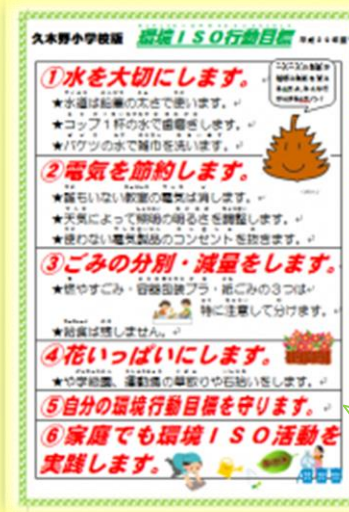 久木野小学校版 環境ISO行動目標
①水を大切にします。
★水道は鉛筆の太さで使います。
★コップ1杯の水で歯磨きします。
★バケツの水で雑巾を洗います。
②電気を節約します。
★誰もいない教室の電気は消します。
★天気によって照明の明るさを調整します。
★使わない電気製品のコンセントを抜きます。
③ごみの分別・減量をします。
★燃やすごみ・容器包装プラ・紙ごみの3つは
特に注意して分けます。
★給食は残しません。
④花いっぱいにします。
★や学級園、運動場の草取りや石拾いをします。
⑤自分の環境行動目標を守ります。
⑥家庭でも環境ISO活動を
実践します。